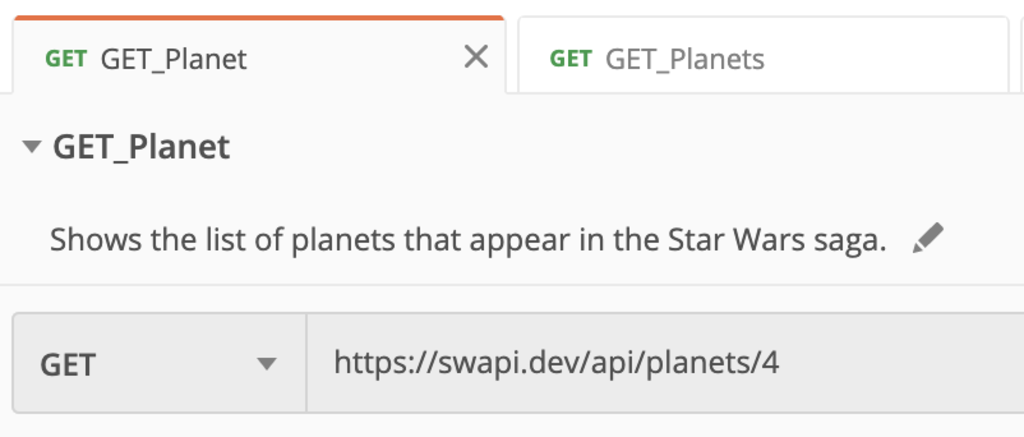 GET GET_Planet GET GET_Planets
GET_Planet
Shows the list of planets that appear in the Star Wars saga.
GET https://swapi.dev/api/planets/4